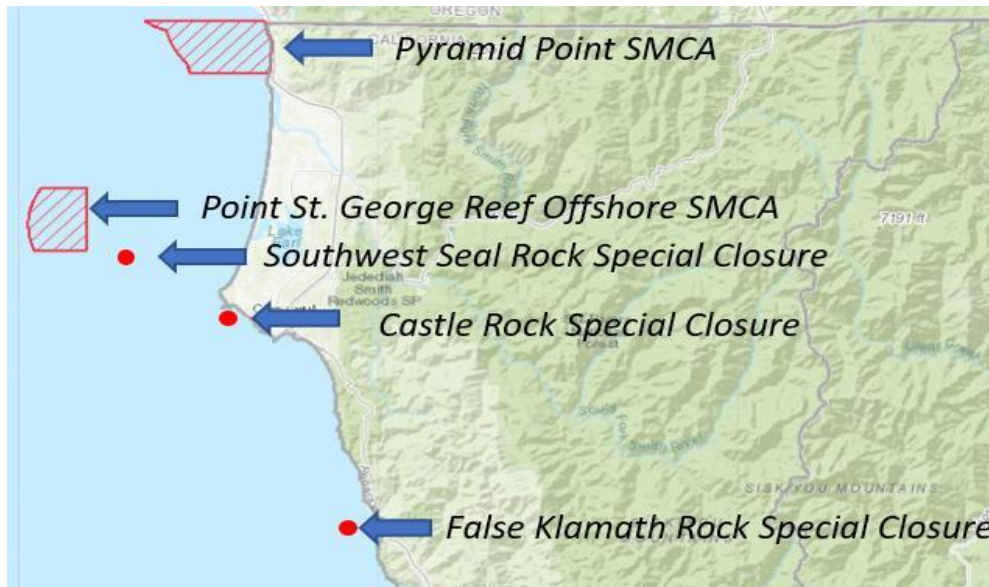 OREGON
CALIFORNIA
Pyramid Point SMCA
Point St. George Reef Offshore SMCA
7191 ft
Lake
Earl
Southwest Seal Rock Special Closure
Jedediah
Smith
Redwoods SP
Castle Rock Special Closure
Forest
SISKIYOU MOUNTAINS
False Klamath Rock Special Closure